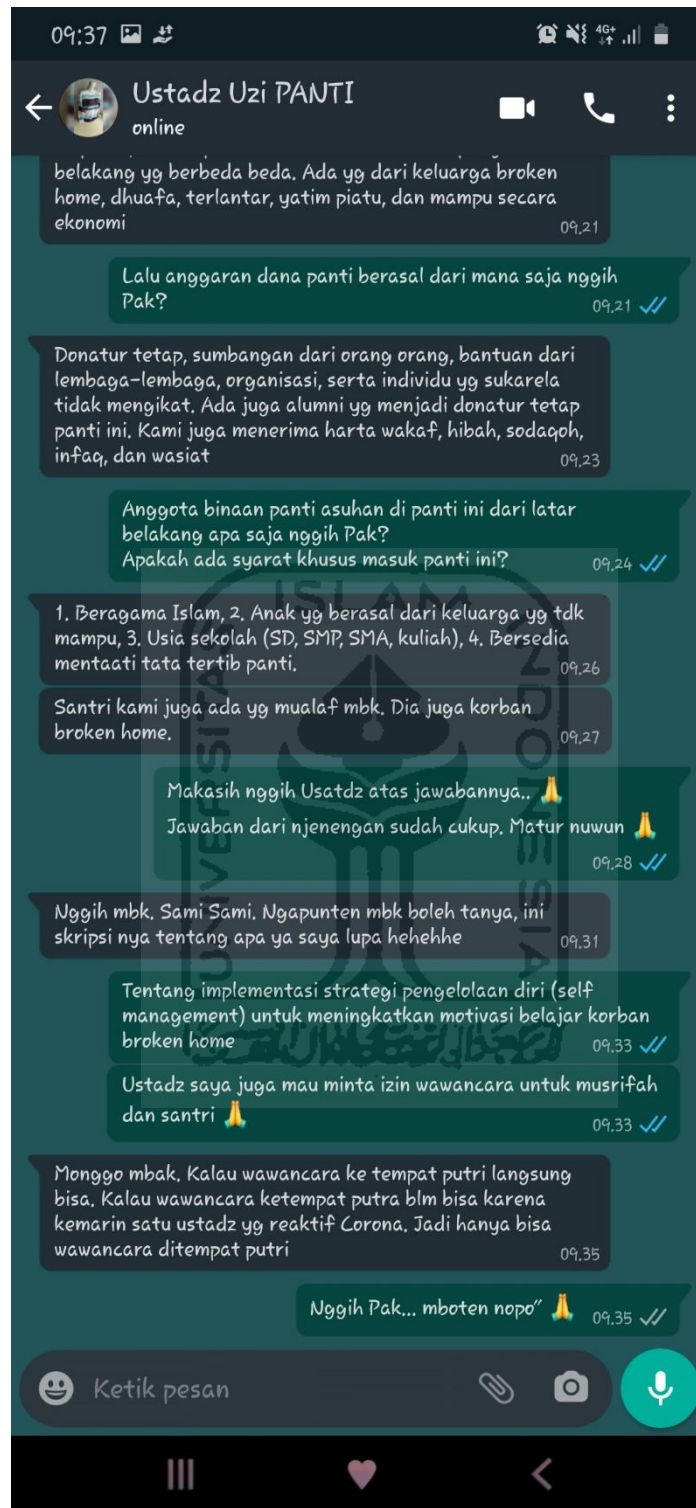 09:37
4G+
Ustadz Uzi PANTI
online
belakang yg berbeda beda. Ada yg dari keluarga broken
home, dhuafa, terlantar, yatim piatu, dan mampu secara
ekonomi
09.21
Lalu anggaran dana panti berasal dari mana saja nggih
Pak?
09.21
Donatur tetap, sumbangan dari orang orang, bantuan dari
lembaga-lembaga, organisasi, serta individu yg sukarela
tidak mengikat. Ada juga alumni yg menjadi donatur tetap
panti ini. Kami juga menerima harta wakaf, hibah, sodaqoh,
infaq, dan wasiat
09.23
Anggota binaan panti asuhan di panti ini dari latar
belakang apa saja nggih Pak?
Apakah ada syarat khusus masuk panti ini?
09.24
1. Beragama Islam, 2. Anak yg berasal dari keluarga yg tdk
mampu, 3. Usia sekolah (SD, SMP, SMA, kuliah), 4. Bersedia
mentaati tata tertib panti.
09.26
Santri kami juga ada yg mualaf mbk. Dia juga korban
broken home.
09.27
Makasih nggih Usatdz atas jawabannya.. 🙏
Jawaban dari njenengan sudah cukup. Matur nuwun 🙏
09.28
Nggih mbk. Sami Sami. Ngapunten mbk boleh tanya, ini
skripsi nya tentang apa ya saya lupa hehehhe
09.31
Tentang implementasi strategi pengelolaan diri (self
management) untuk meningkatkan motivasi belajar korban
broken home
09.33
Ustadz saya juga mau minta izin wawancara untuk musrifah
dan santri 🙏
09.33
Monggo mbak. Kalau wawancara ke tempat putri langsung
bisa. Kalau wawancara ketempat putra blm bisa karena
kemarin satu ustadz yg reaktif Corona. Jadi hanya bisa
wawancara ditempat putri
09.35
Nggih Pak... mboten nopo" 🙏
09.35
Ketik pesan
UNIVERSITAS
ISLAM
INDONESIA